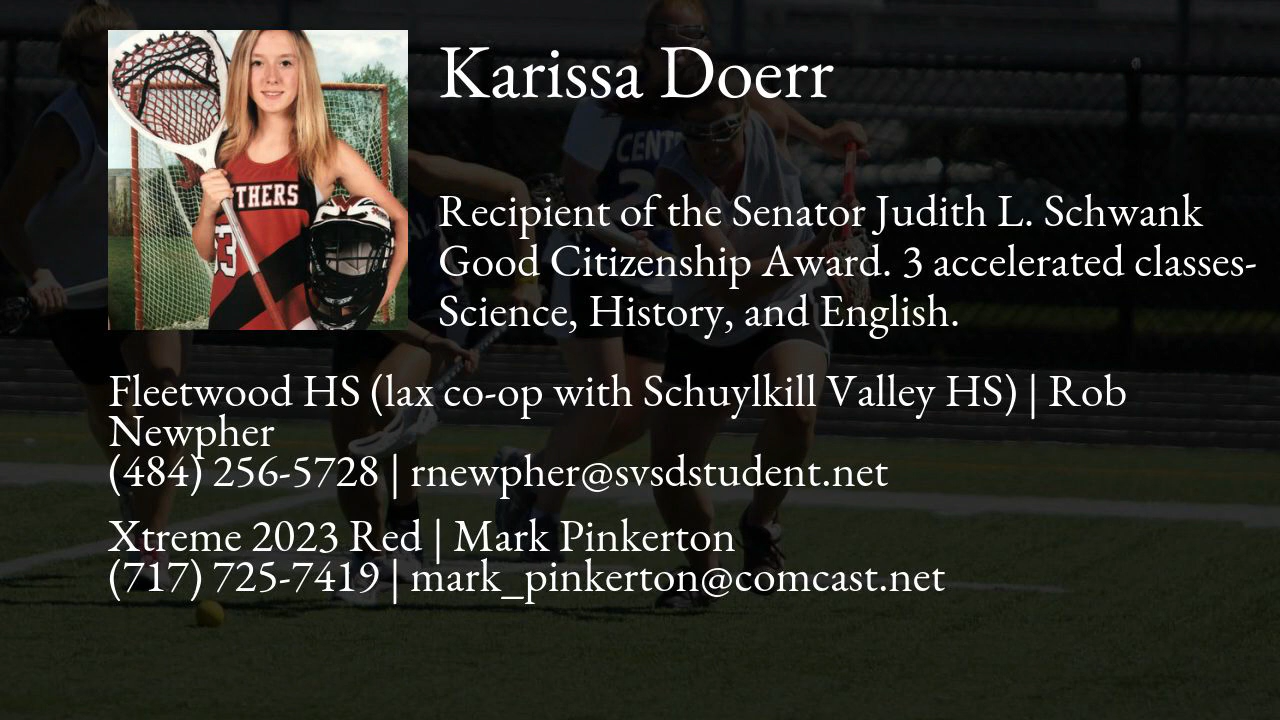 Karissa Doerr
Recipient of the Senator Judith L. Schwank
Good Citizenship Award. 3 accelerated classes-
Science, History, and English.
Fleetwood HS (lax co-op with Schuylkill Valley HS) | Rob
Newpher
(484) 256-5728 | rnewpher@svsdstudent.net
Xtreme 2023 Red | Mark Pinkerton
(717) 725-7419 | mark_pinkerton@comcast.net
THERS
CENT